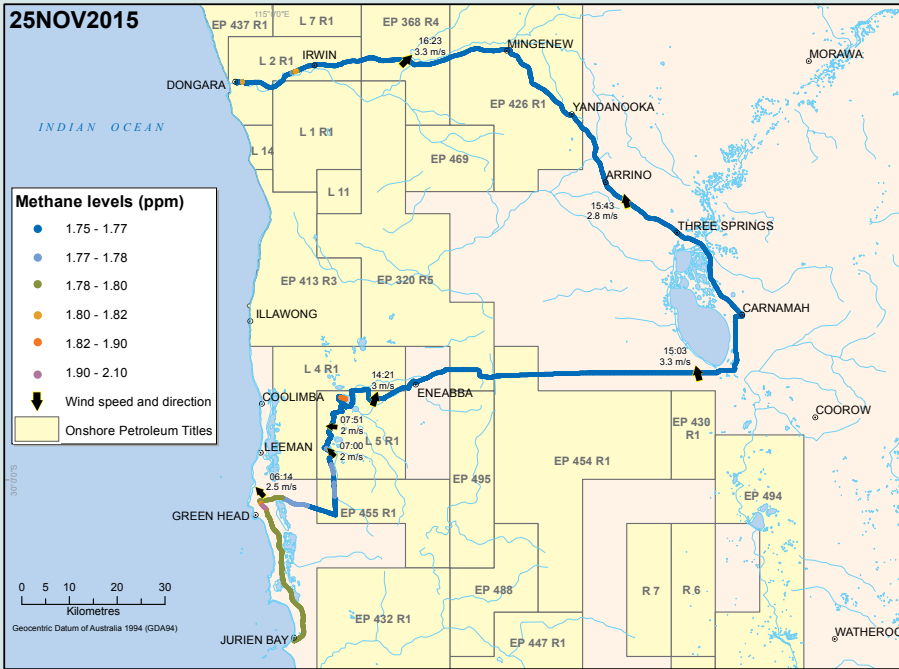 25NOV2015
115°0'0"E
EP 437 R1
L 7 R1
EP 368 R4
16:23
3.3 m/s
MINGENEW
MORAWA
L 2 R1
IRWIN
DONGARA
EP 426 R1
YANDANOOKA
INDIAN OCEAN
L 1 R1
L 14
EP 469
L 11
ARRINO
15:43
2.8 m/s
THREE SPRINGS
Methane levels (ppm)
1.75 - 1.77
1.77 - 1.78
1.78 - 1.80
1.80 - 1.82
1.82 - 1.90
1.90 - 2.10
Wind speed and direction
Onshore Petroleum Titles
EP 413 R3
EP 320 R5
ILLAWONG
CARNAMAH
15:03
3.3 m/s
L 4 R1
14:21
3 m/s
ENEABBA
COOLIMBA
COOROW
07:51
2 m/s
L 5 R1
EP 430
R1
LEEMAN
07:00
2 m/s
EP 454 R1
06:14
2.5 m/s
EP 495
EP 494
30°0'0"S
GREEN HEAD
EP 455 R1
EP 488
R 7
R 6
0 5 10 20 30
Kilometres
Geocentric Datum of Australia 1994 (GDA94)
EP 432 R1
JURIEN BAY
EP 447 R1
WATHEROO